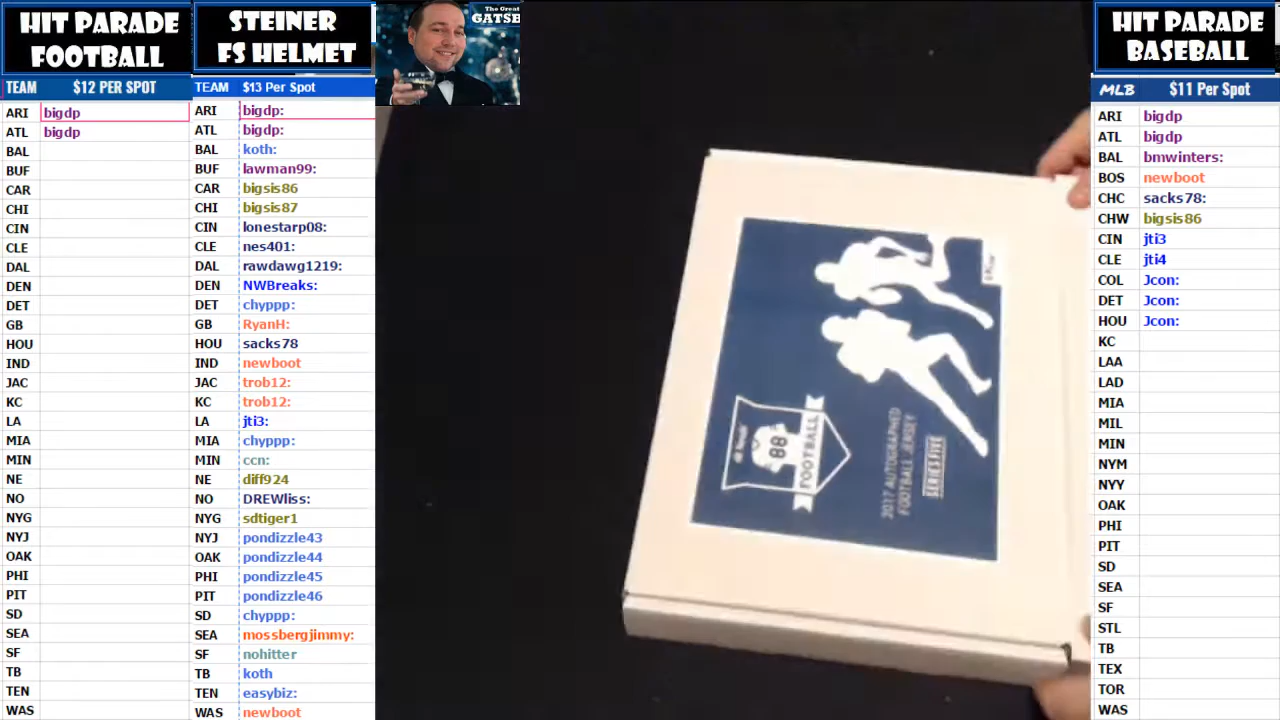 HIT PARADE
FOOTBALL
TEAM $12 PER SPOT
ARI bigdp
ATL bigdp
BAL
BUF
CAR
CHI
CIN
CLE
DAL
DEN
DET
GB
HOU
IND
JAC
KC
LA
MIA
MIN
NE
NO
NYG
NYJ
OAK
PHI
PIT
SD
SEA
SF
TB
TEN
WAS
STEINER
FS HELMET
TEAM $13 Per Spot
ARI bigdp:
ATL bigdp:
BAL koth:
BUF lawman99:
CAR bigsis86
CHI bigsis87
CIN lonestarp08:
CLE nes401:
DAL rawdawg1219:
DEN NWBreaks:
DET chyppp:
GB RyanH:
HOU sacks78
IND newboot
JAC trob12:
KC trob12:
LA jti3:
MIA chyppp:
MIN ccn:
NE diff924
NO DREWliss:
NYG sdtiger1
NYJ pondizzle43
OAK pondizzle44
PHI pondizzle45
PIT pondizzle46
SD chyppp:
SEA mossbergjimmy:
SF nohitter
TB koth
TEN easybiz:
WAS newboot
The Great
GATSB
88
FOOTBALL
2017 AUTOGRAPHED
FOOTBALL JERSEY
SERIES FIVE
HIT PARADE
BASEBALL
MLB $11 Per Spot
ARI bigdp
ATL bigdp
BAL bmwinters:
BOS newboot
CHC sacks78:
CHW bigsis86
CIN jti3
CLE jti4
COL Jcon:
DET Jcon:
HOU Jcon:
KC
LAA
LAD
MIA
MIL
MIN
NYM
NYY
OAK
PHI
PIT
SD
SEA
SF
STL
TB
TEX
TOR
WAS